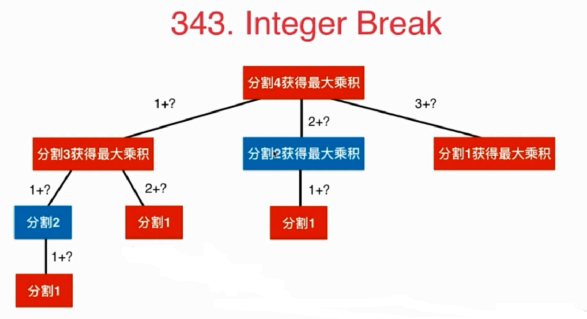 343. Integer Break
分割4获得最大乘积
1+?
2+?
3+?
分割3获得最大乘积
分割2获得最大乘积
分割1获得最大乘积
1+?
2+?
1+?
分割2
分割1
分割1
1+?
分割1